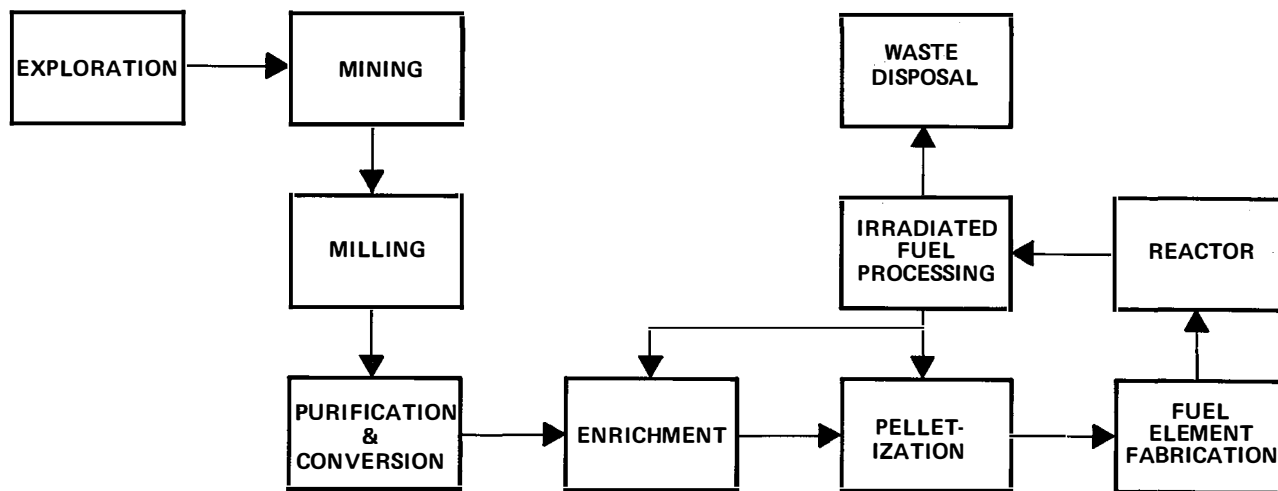 EXPLORATION
MINING
WASTE
DISPOSAL
MILLING
IRRADIATED
FUEL
PROCESSING
REACTOR
PURIFICATION
&
CONVERSION
ENRICHMENT
PELLET-
IZATION
FUEL
ELEMENT
FABRICATION